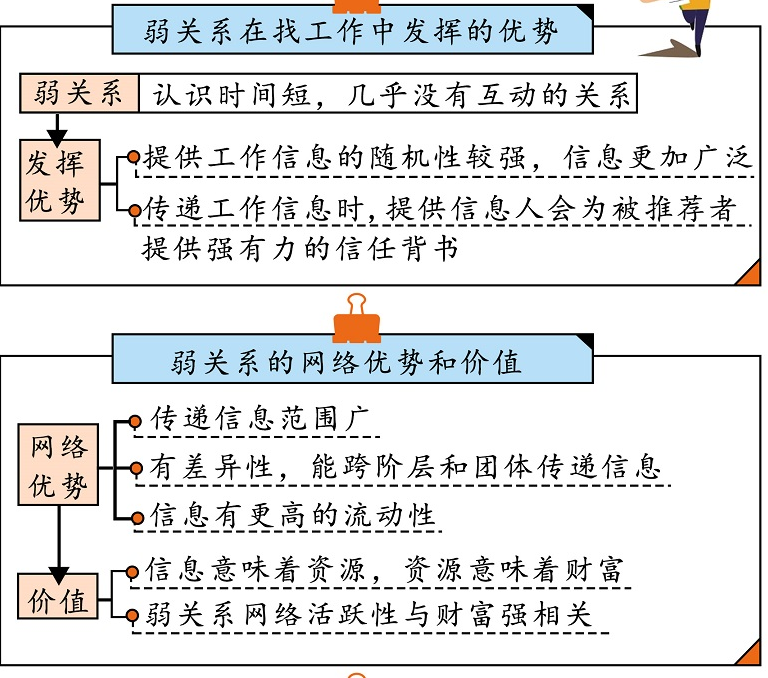 弱关系在找工作中发挥的优势
弱关系
认识时间短，几乎没有互动的关系
发挥
优势
提供工作信息的随机性较强，信息更加广泛
传递工作信息时，提供信息人会为被推荐者
提供强有力的信任背书
弱关系的网络优势和价值
网络
优势
传递信息范围广
有差异性，能跨阶层和团体传递信息
信息有更高的流动性
价值
信息意味着资源，资源意味着财富
弱关系网络活跃性与财富强相关